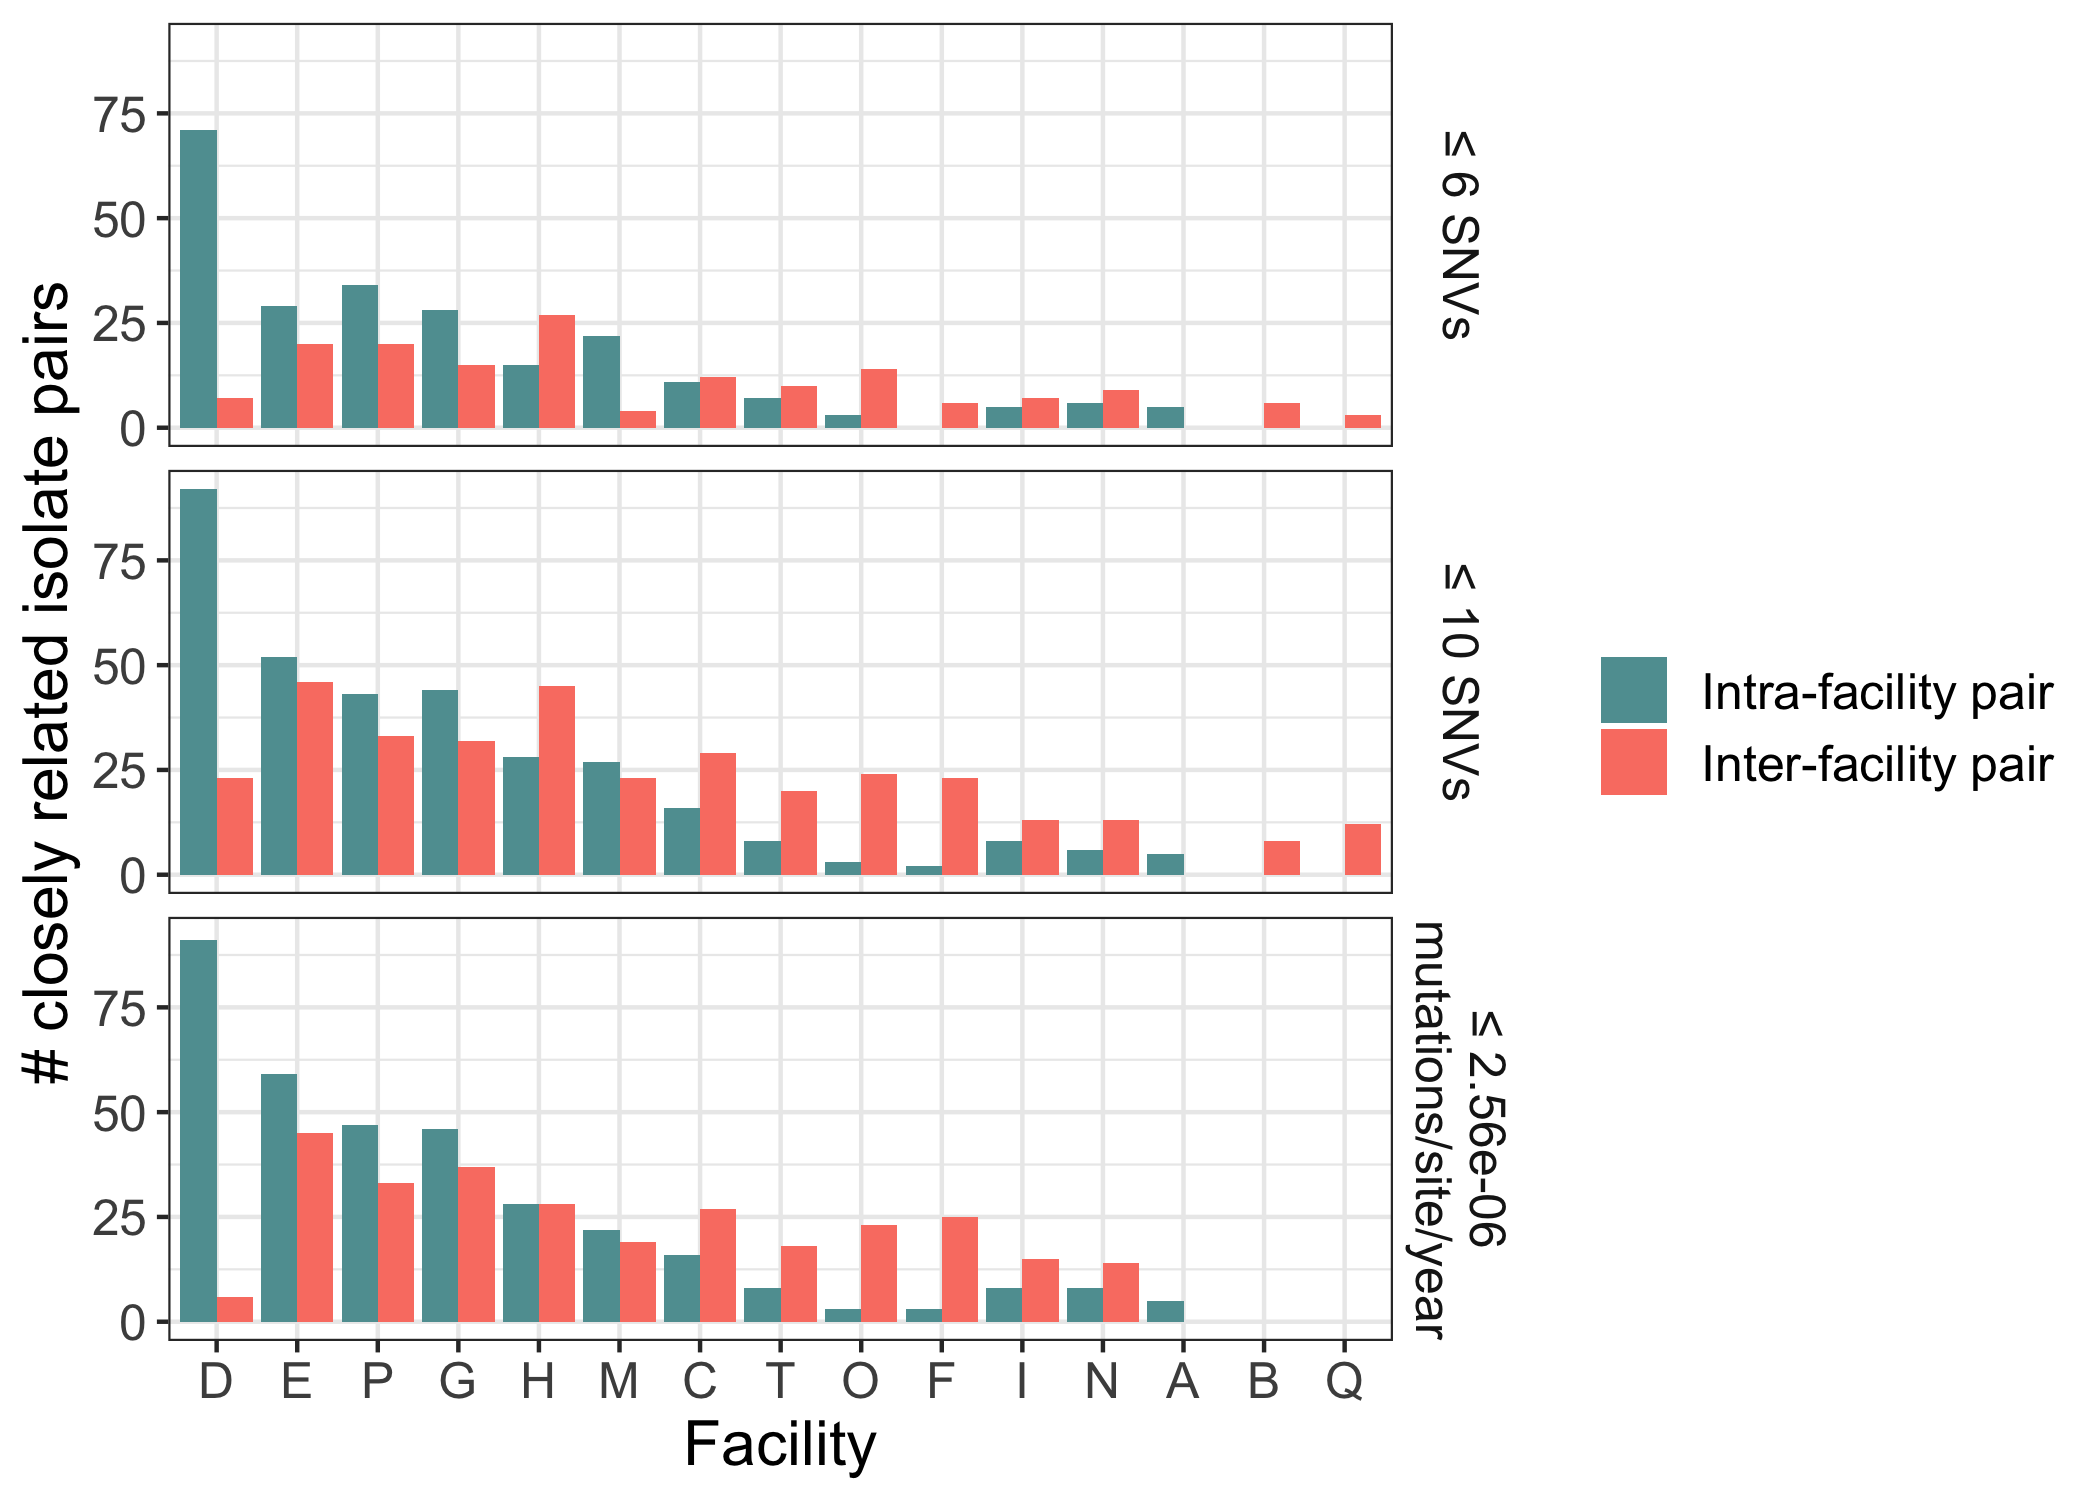 # closely related isolate pairs
75
50
25
0
≤ 6 SNVs
75
50
25
0
≤ 10 SNVs
75
50
25
0
≤ 2.56e-06
mutations/site/year
D E P G H M C T O F I N A B Q
Facility
Intra-facility pair
Inter-facility pair